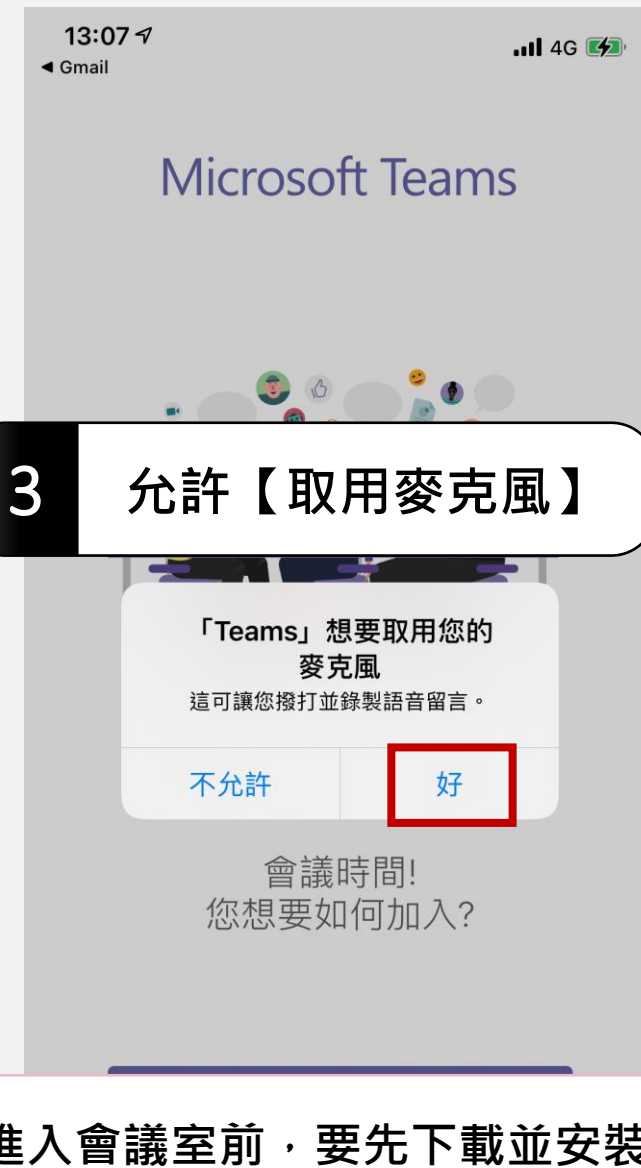 13:07
4G
◀ Gmail
Microsoft Teams
3 允許【取用麥克風】
「Teams」想要取用您的
麥克風
這可讓您撥打並錄製語音留言。
不允許 好
會議時間!
您想要如何加入?
進入會議室前，要先下載並安裝